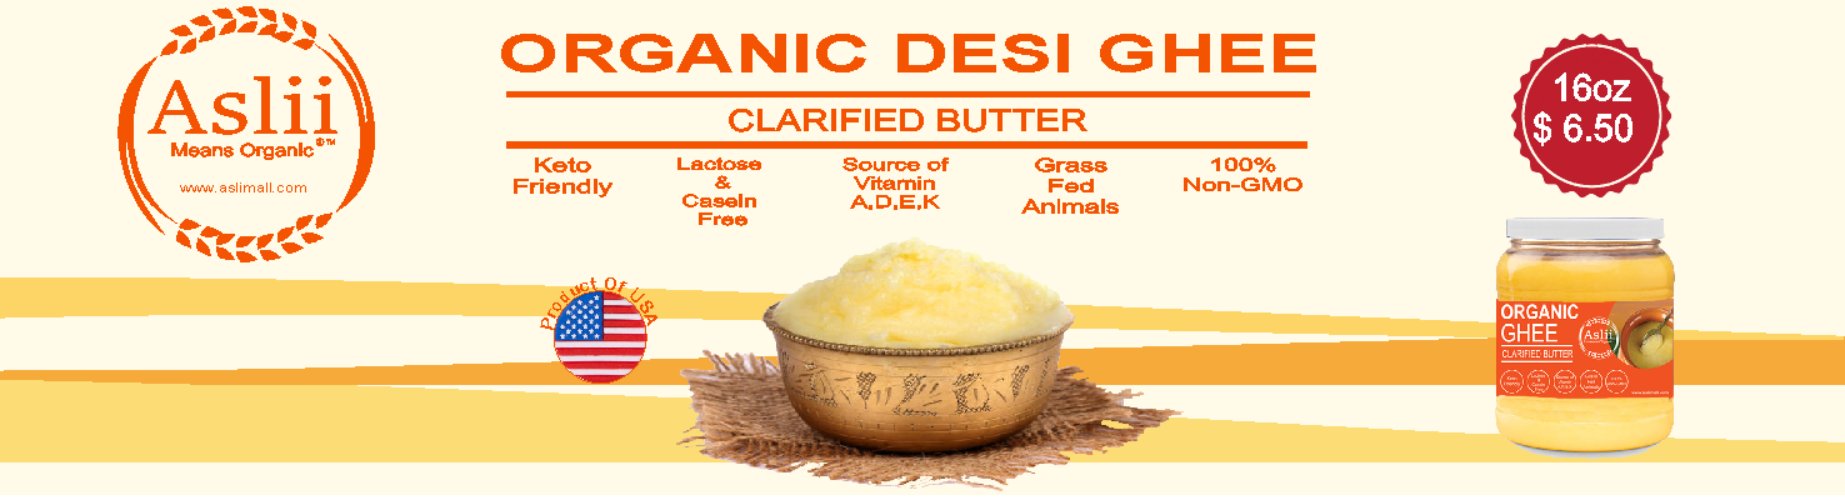 Aslii
Means Organic®™
www.aslimall.com
ORGANIC DESI GHEE
CLARIFIED BUTTER
Keto
Friendly
Lactose
&
Casein
Free
Source of
Vitamin
A,D,E,K
Grass
Fed
Animals
100%
Non-GMO
16oz
$ 6.50
Product Of USA
ORGANIC
GHEE
Aslii
CLARIFIED BUTTER